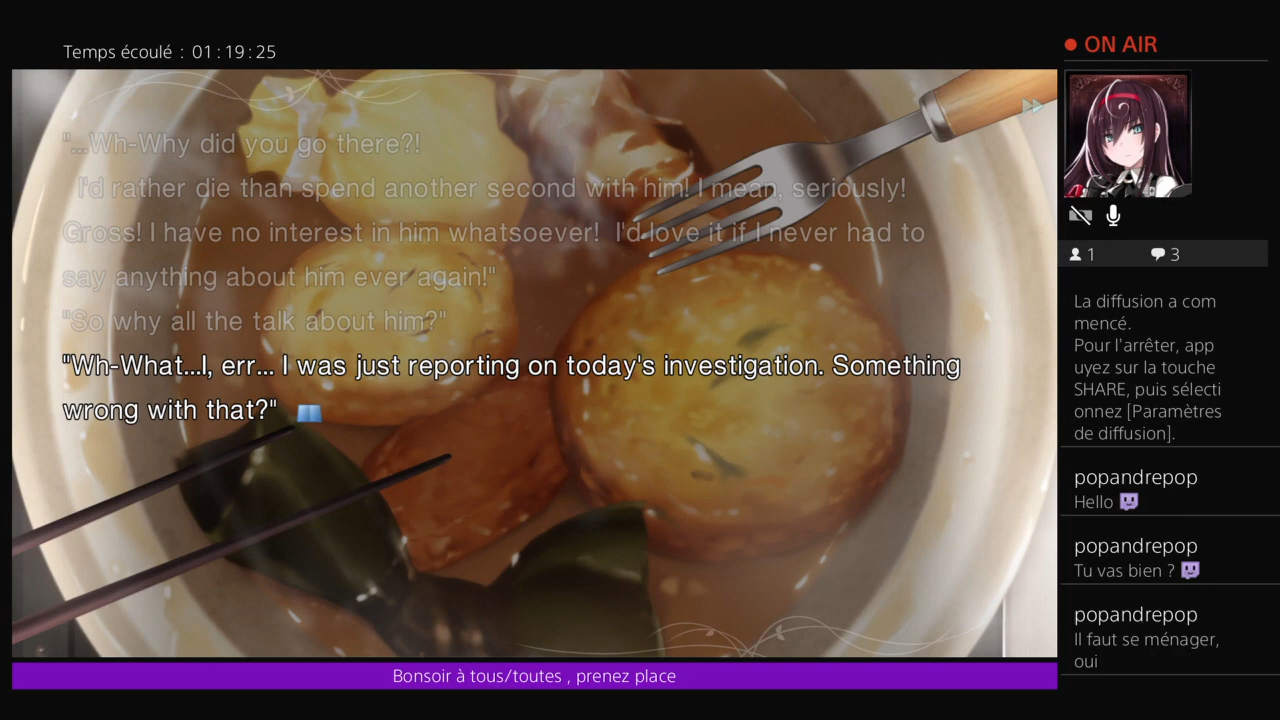 Temps écoulé : 01:19:25
ON AIR
"...Wh-Why did you go there?!
I'd rather die than spend another second with him! I mean, seriously!
Gross! I have no interest in him whatsoever! I'd love it if I never had to
say anything about him ever again!"
"So why all the talk about him?"
"Wh-What...I, err... I was just reporting on today's investigation. Something
wrong with that?"
1 3
La diffusion a com
mencé.
Pour l'arrêter, app
uyez sur la touche
SHARE, puis sélecti
onnez [Paramètres
de diffusion].
popandrepop
Hello
popandrepop
Tu vas bien ?
popandrepop
Il faut se ménager,
oui
Bonsoir à tous/toutes , prenez place